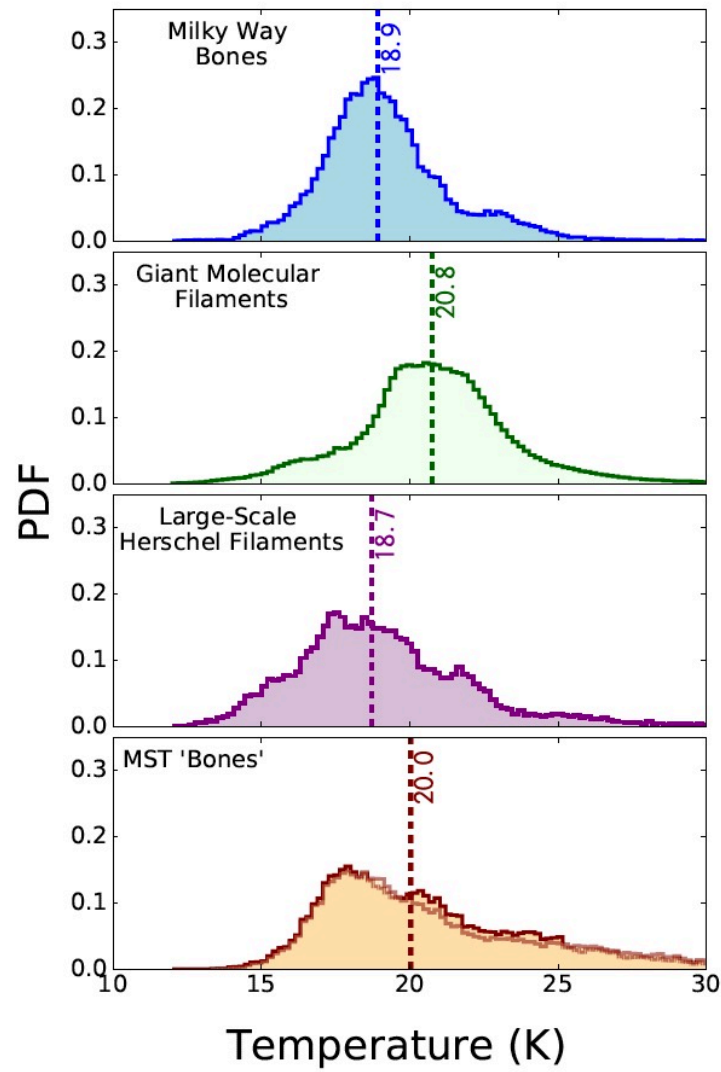 0.3
Milky Way
Bones
18.9
0.2
0.1
0.0
0.3
Giant Molecular
Filaments
20.8
0.2
0.1
0.0
PDF
0.3
Large-Scale
Herschel Filaments
18.7
0.2
0.1
0.0
0.3
MST 'Bones'
20.0
0.2
0.1
0.0
10 15 20 25 30
Temperature (K)